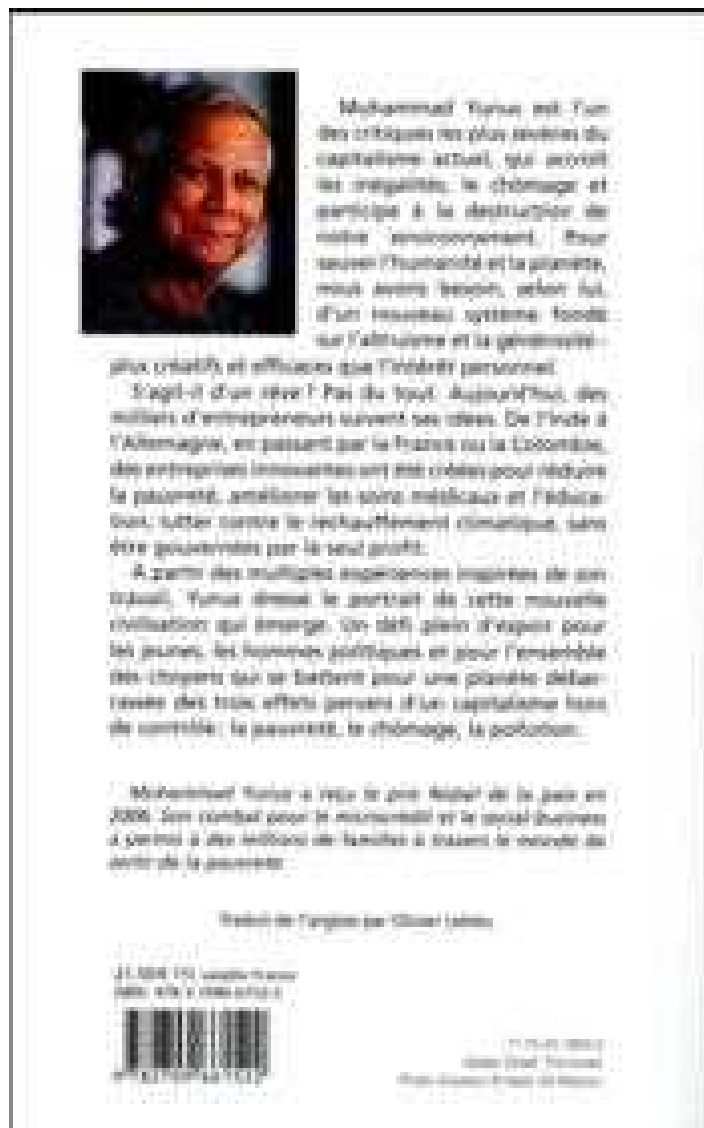 Muhammad Yunus est l'un
des critiques les plus sévères du
capitalisme actuel, qui accroît
les inégalités, le chômage et
participe à la destruction de
notre environnement. Pour
sauver l'humanité et la planète,
nous avons besoin, selon lui,
d'un nouveau système fondé
sur l'altruisme et la générosité –
plus créatifs et efficaces que l'intérêt personnel.
S'agit-il d'un rêve ? Pas du tout. Aujourd'hui, des
milliers d'entrepreneurs suivent ses idées. De l'Inde à
l'Allemagne, en passant par la France ou la Colombie,
des entreprises innovantes ont été créées pour réduire
la pauvreté, améliorer les soins médicaux et l'éduca-
tion, lutter contre le réchauffement climatique, sans
être gouvernées par le seul profit.
À partir des multiples expériences inspirées de son
travail, Yunus dresse le portrait de cette nouvelle
civilisation qui émerge. Un défi plein d'espoir pour
les jeunes, les hommes politiques et pour l'ensemble
des citoyens qui se battent pour une planète débar-
rassée des trois effets pervers d'un capitalisme hors
de contrôle : la pauvreté, le chômage, la pollution.
Muhammad Yunus a reçu le prix Nobel de la paix en
2006. Son combat pour le microcrédit et le social business
a permis à des millions de familles à travers le monde de
sortir de la pauvreté.
Traduit de l'anglais par Olivier
ISBN :